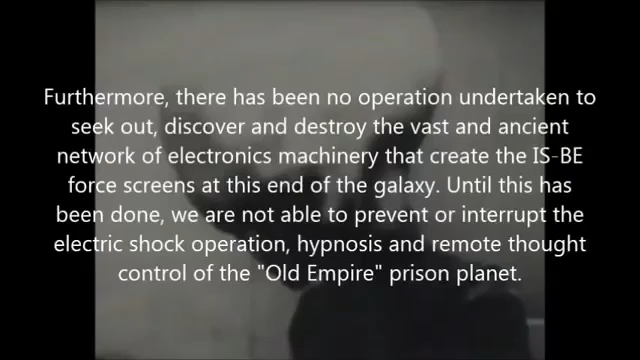 Furthermore, there has been no operation undertaken to
seek out, discover and destroy the vast and ancient
network of electronics machinery that create the IS-BE
force screens at this end of the galaxy. Until this has
been done, we are not able to prevent or interrupt the
electric shock operation, hypnosis and remote thought
control of the "Old Empire" prison planet.